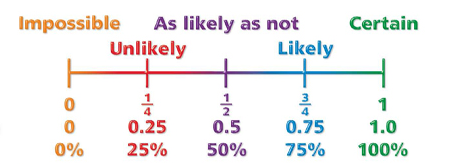 Impossible As likely as not Certain
Unlikely Likely
0 1/4 1/2 3/4 1
0 0.25 0.5 0.75 1.0
0% 25% 50% 75% 100%